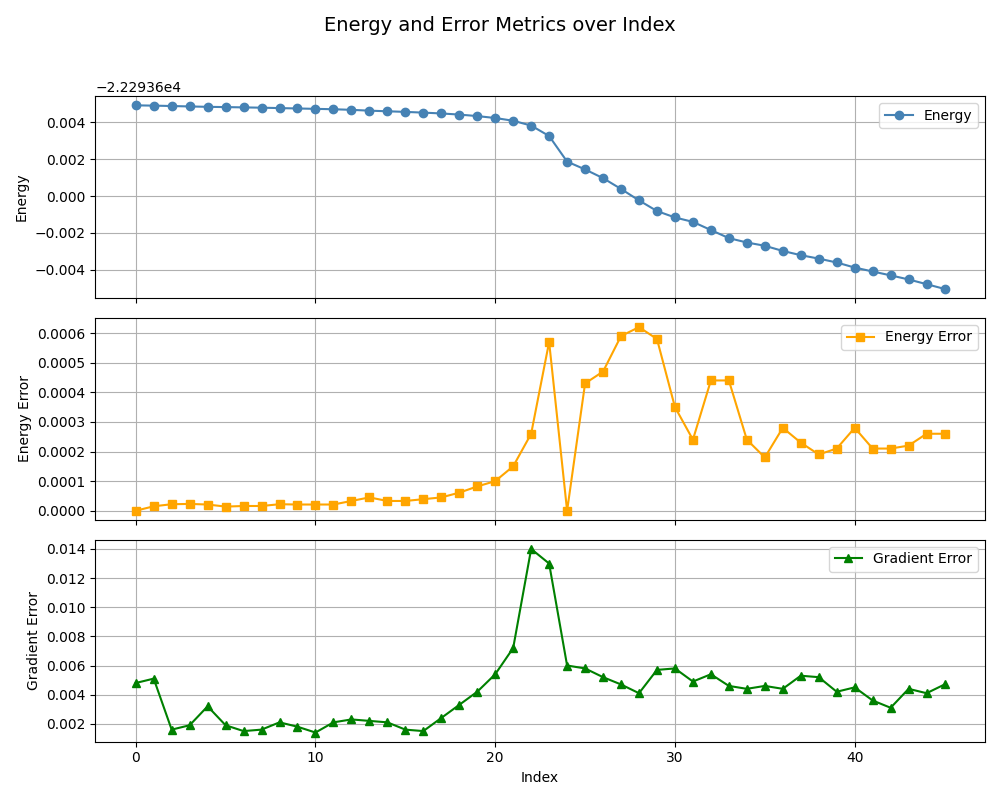 Energy and Error Metrics over Index
−2.22936e4
0.004
0.002
0.000
−0.002
−0.004
Energy
Energy
0.0006
0.0005
0.0004
0.0003
0.0002
0.0001
0.0000
Energy Error
Energy Error
0.014
0.012
0.010
0.008
0.006
0.004
0.002
Gradient Error
Gradient Error
0 10 20 30 40
Index